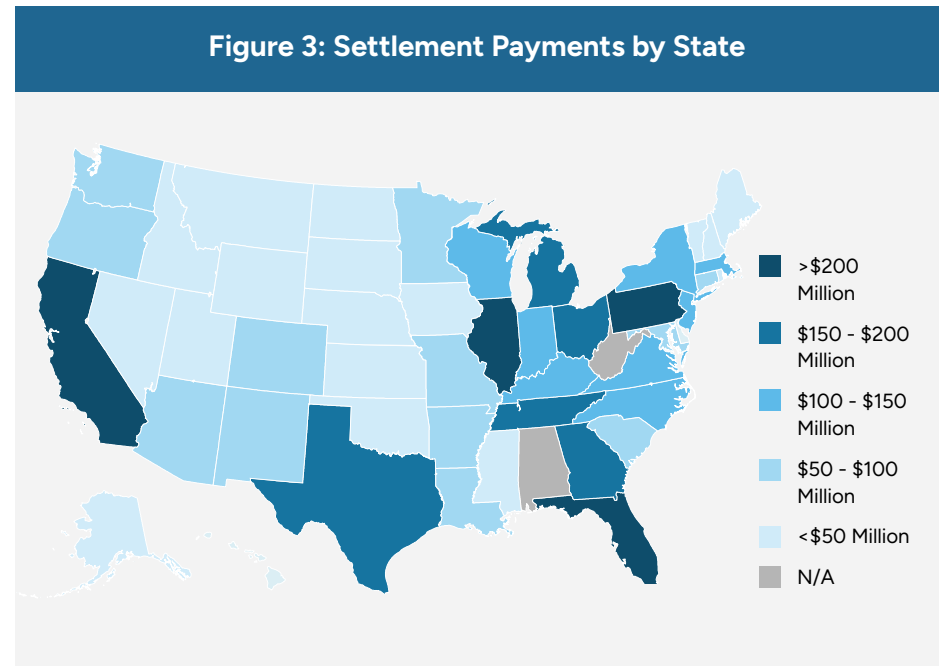 Figure 3: Settlement Payments by State
>$200
Million
$150 - $200
Million
$100 - $150
Million
$50 - $100
Million
<$50 Million
N/A